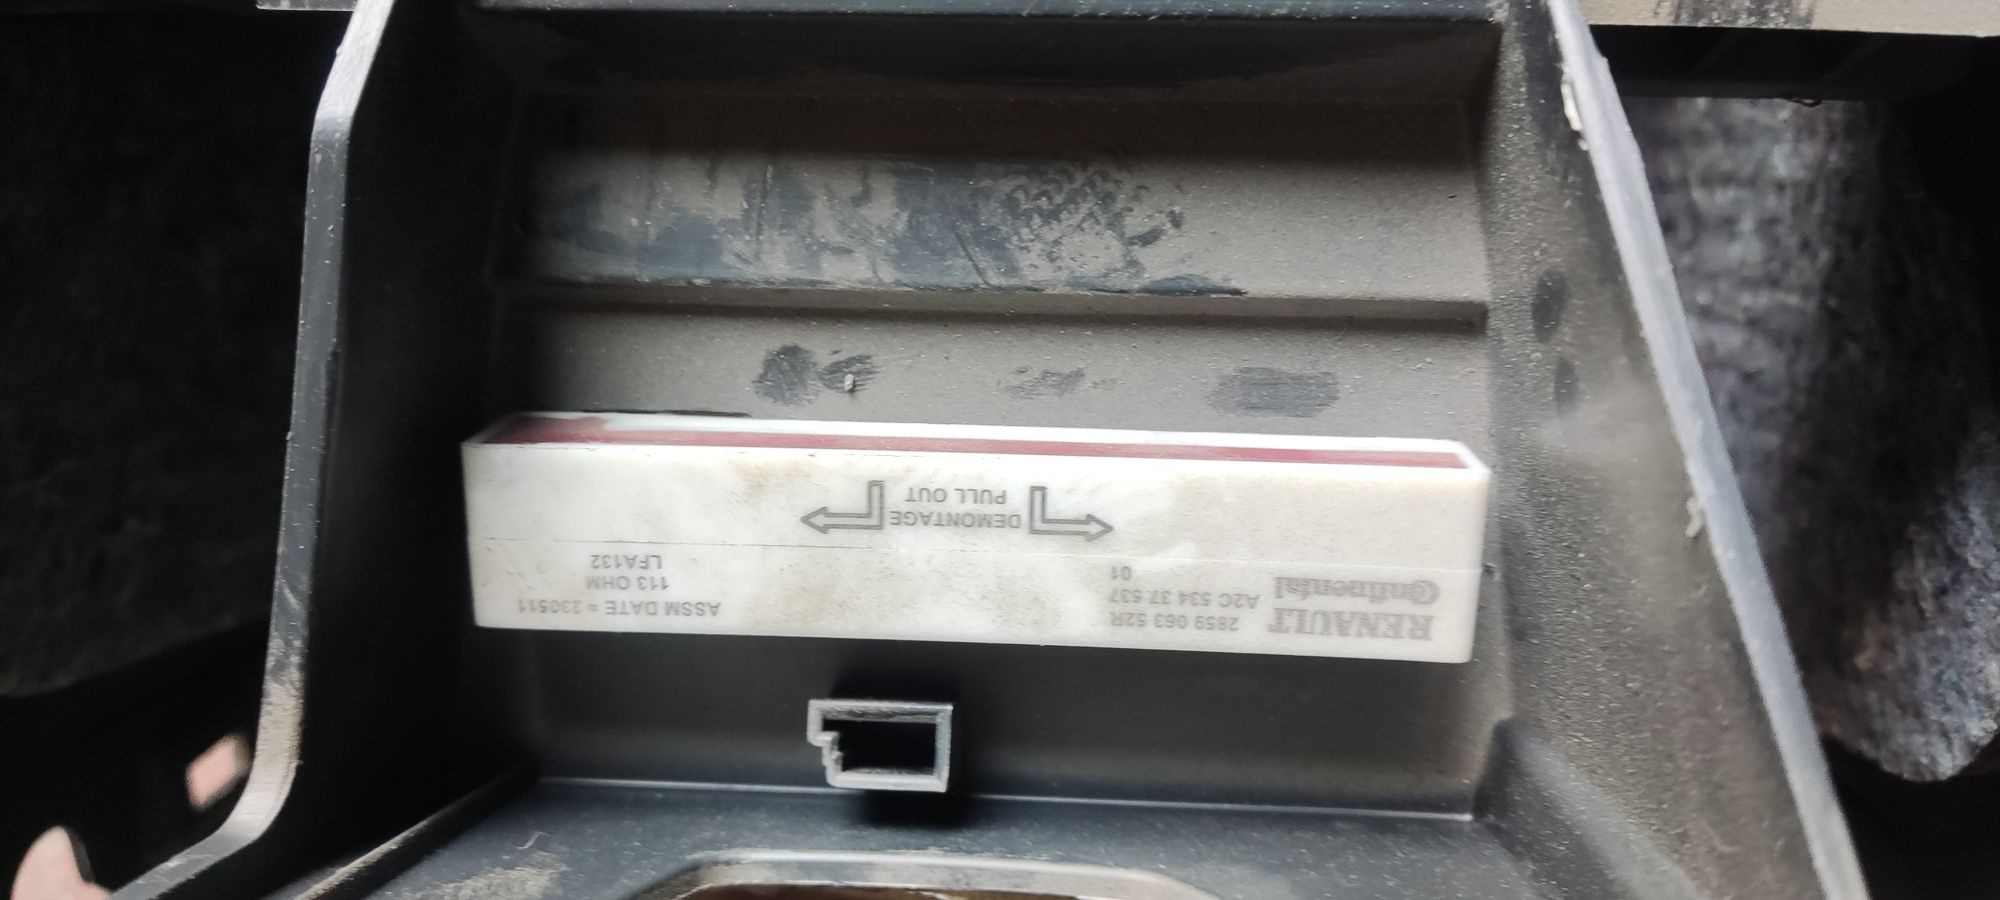 RENAULT
Continental
2859 063 52R
A2C 534 37 537
01
ASSM DATE = 230511
113 OHM
LFA132
DEMONTAGE
PULL OUT